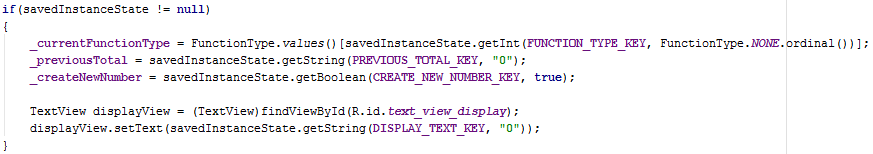 if(savedInstanceState != null)
{
    _currentFunctionType = FunctionType.values()[savedInstanceState.getInt(FUNCTION_TYPE_KEY, FunctionType.NONE.ordinal())];
    _previousTotal = savedInstanceState.getString(PREVIOUS_TOTAL_KEY, "0");
    _createNewNumber = savedInstanceState.getBoolean(CREATE_NEW_NUMBER_KEY, true);

    TextView displayView = (TextView)findViewById(R.id.text_view_display);
    displayView.setText(savedInstanceState.getString(DISPLAY_TEXT_KEY, "0"));
}